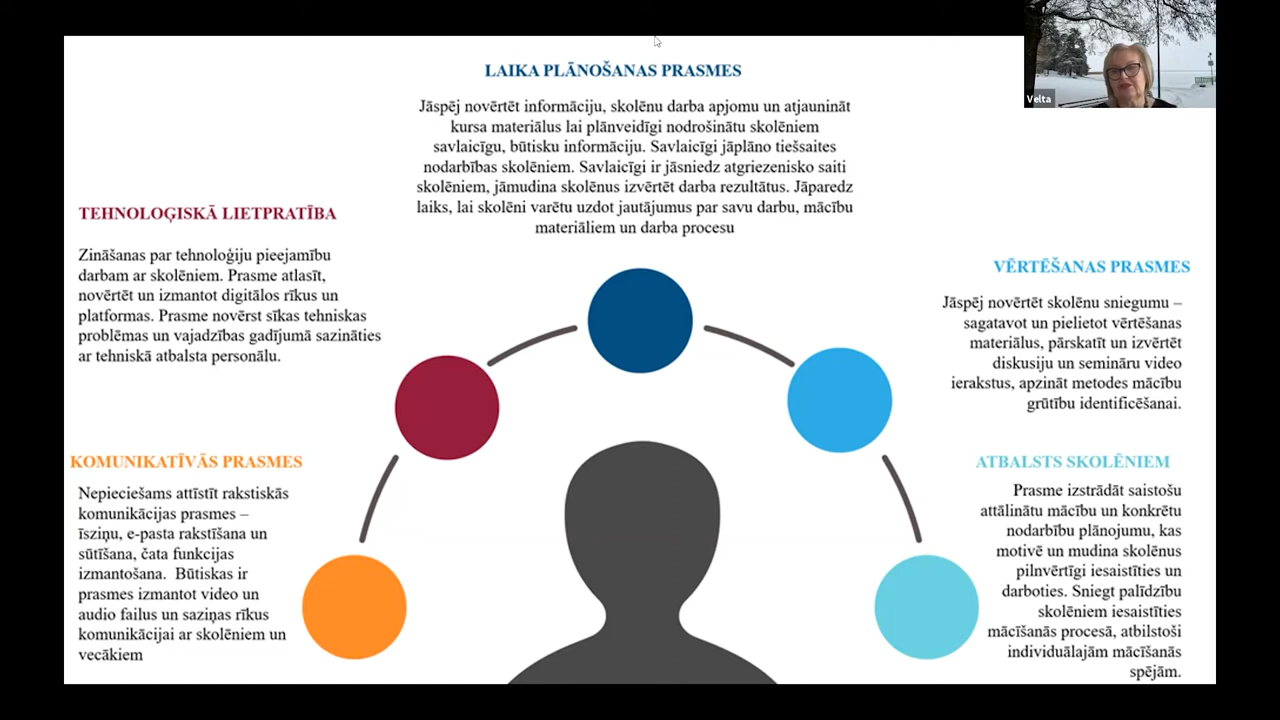 LAIKA PLĀNOŠANAS PRASMES
Jāspēj novērtēt informāciju, skolēnu darba apjomu un atjaunināt
kursa materiālus lai plānveidīgi nodrošinātu skolēniem
savlaicīgu, būtisku informāciju. Savlaicīgi jāplāno tiešsaites
nodarbības skolēniem. Savlaicīgi ir jāsniedz atgriezenisko saiti
skolēniem, jāmudina skolēnus izvērtēt darba rezultātus. Jāparedz
laiks, lai skolēni varētu uzdot jautājumus par savu darbu, mācību
materiāliem un darba procesu
Velta
TEHNOLOĢISKĀ LIETPRATĪBA
Zināšanas par tehnoloģiju pieejamību
darbam ar skolēniem. Prasme atlasīt,
novērtēt un izmantot digitālos rīkus un
platformas. Prasme novērst sīkas tehniskas
problēmas un vajadzības gadījumā sazināties
ar tehniskā atbalsta personālu.
VĒRTĒŠANAS PRASMES
Jāspēj novērtēt skolēnu sniegumu –
sagatavot un pielietot vērtēšanas
materiālus, pārskatīt un izvērtēt
diskusiju un semināru video
ierakstus, apzināt metodes mācību
grūtību identificēšanai.
KOMUNIKATĪVĀS PRASMES
Nepieciešams attīstīt rakstiskās
komunikācijas prasmes –
īsziņu, e-pasta rakstīšana un
sūtīšana, čata funkcijas
izmantošana. Būtiskas ir
prasmes izmantot video un
audio failus un saziņas rīkus
komunikācijai ar skolēniem un
vecākiem
ATBALSTS SKOLĒNIEM
Prasme izstrādāt saistošu
attālinātu mācību un konkrētu
nodarbību plānojumu, kas
motivē un mudina skolēnus
pilnvērtīgi iesaistīties un
darboties. Sniegt palīdzību
skolēniem iesaistīties
mācīšanās procesā, atbilstoši
individuālajām mācīšanās
spējām.